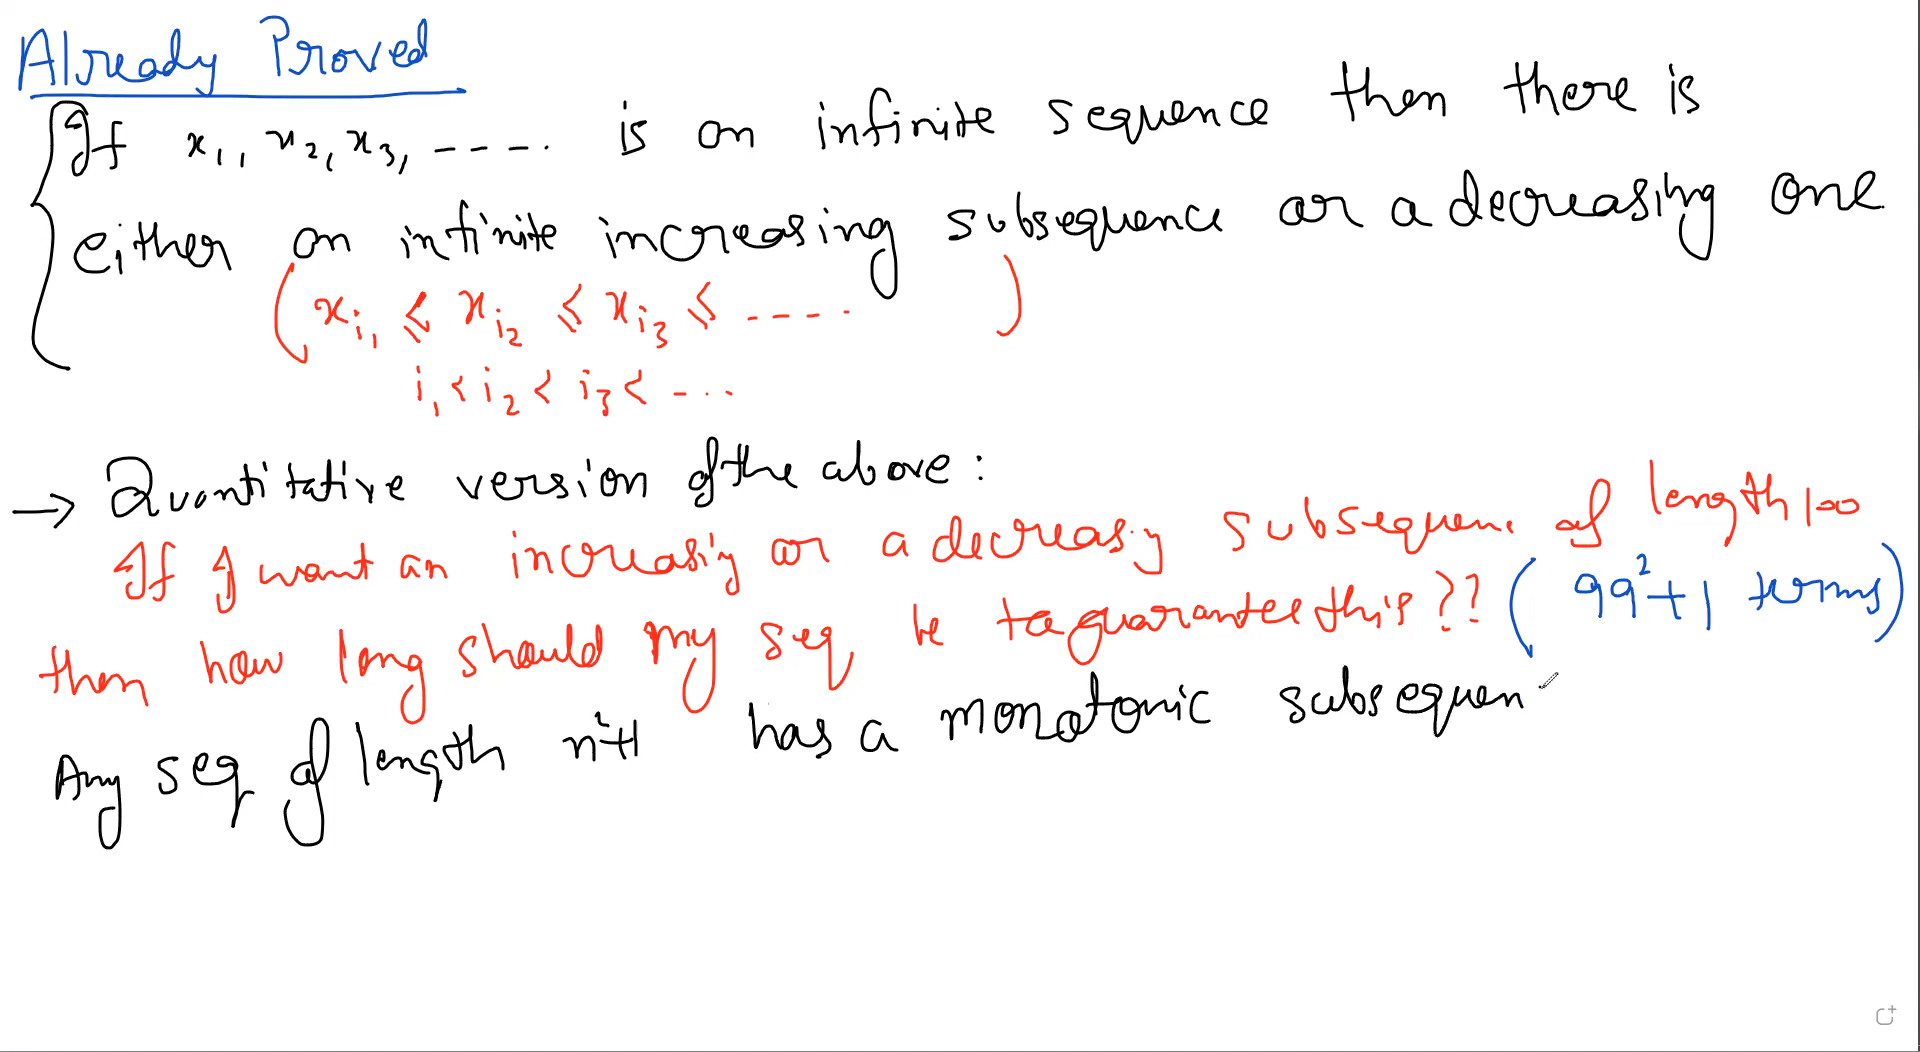 Already Proved
If x₁, x₂, x₃, ---- is an infinite sequence then there is
either an infinite increasing subsequence or a decreasing one
( xᵢ₁ ≤ xᵢ₂ ≤ xᵢ₃ ≤ ---- )
i₁ < i₂ < i₃ < ---
→ Quantitative version of the above :
If I want an increasig or a decreasig subsequen of length 100
then how long should my seq be to guarantee this ?? ( 99² + 1 terms )
Any seq of length n²+1 has a monotonic subsequen